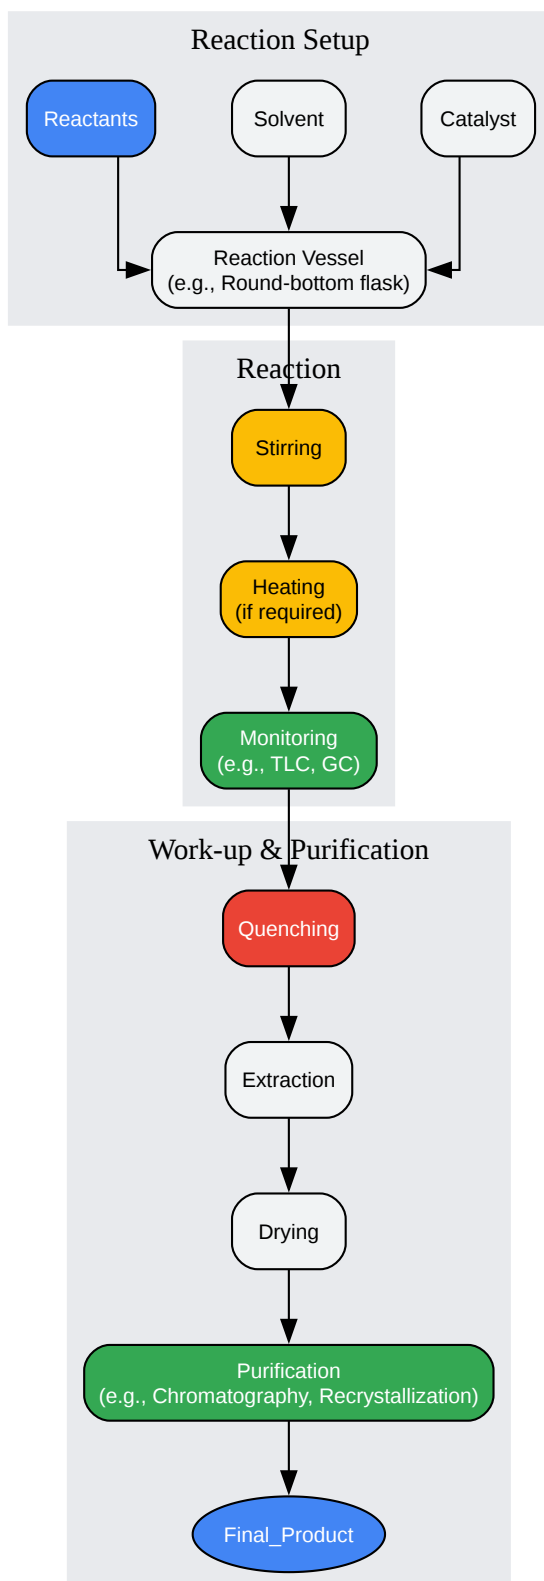 Reaction Setup
Reactants
Solvent
Catalyst
Reaction Vessel
(e.g., Round-bottom flask)
Reaction
Stirring
Heating
(if required)
Monitoring
(e.g., TLC, GC)
Work-up & Purification
Quenching
Extraction
Drying
Purification
(e.g., Chromatography, Recrystallization)
Final_Product